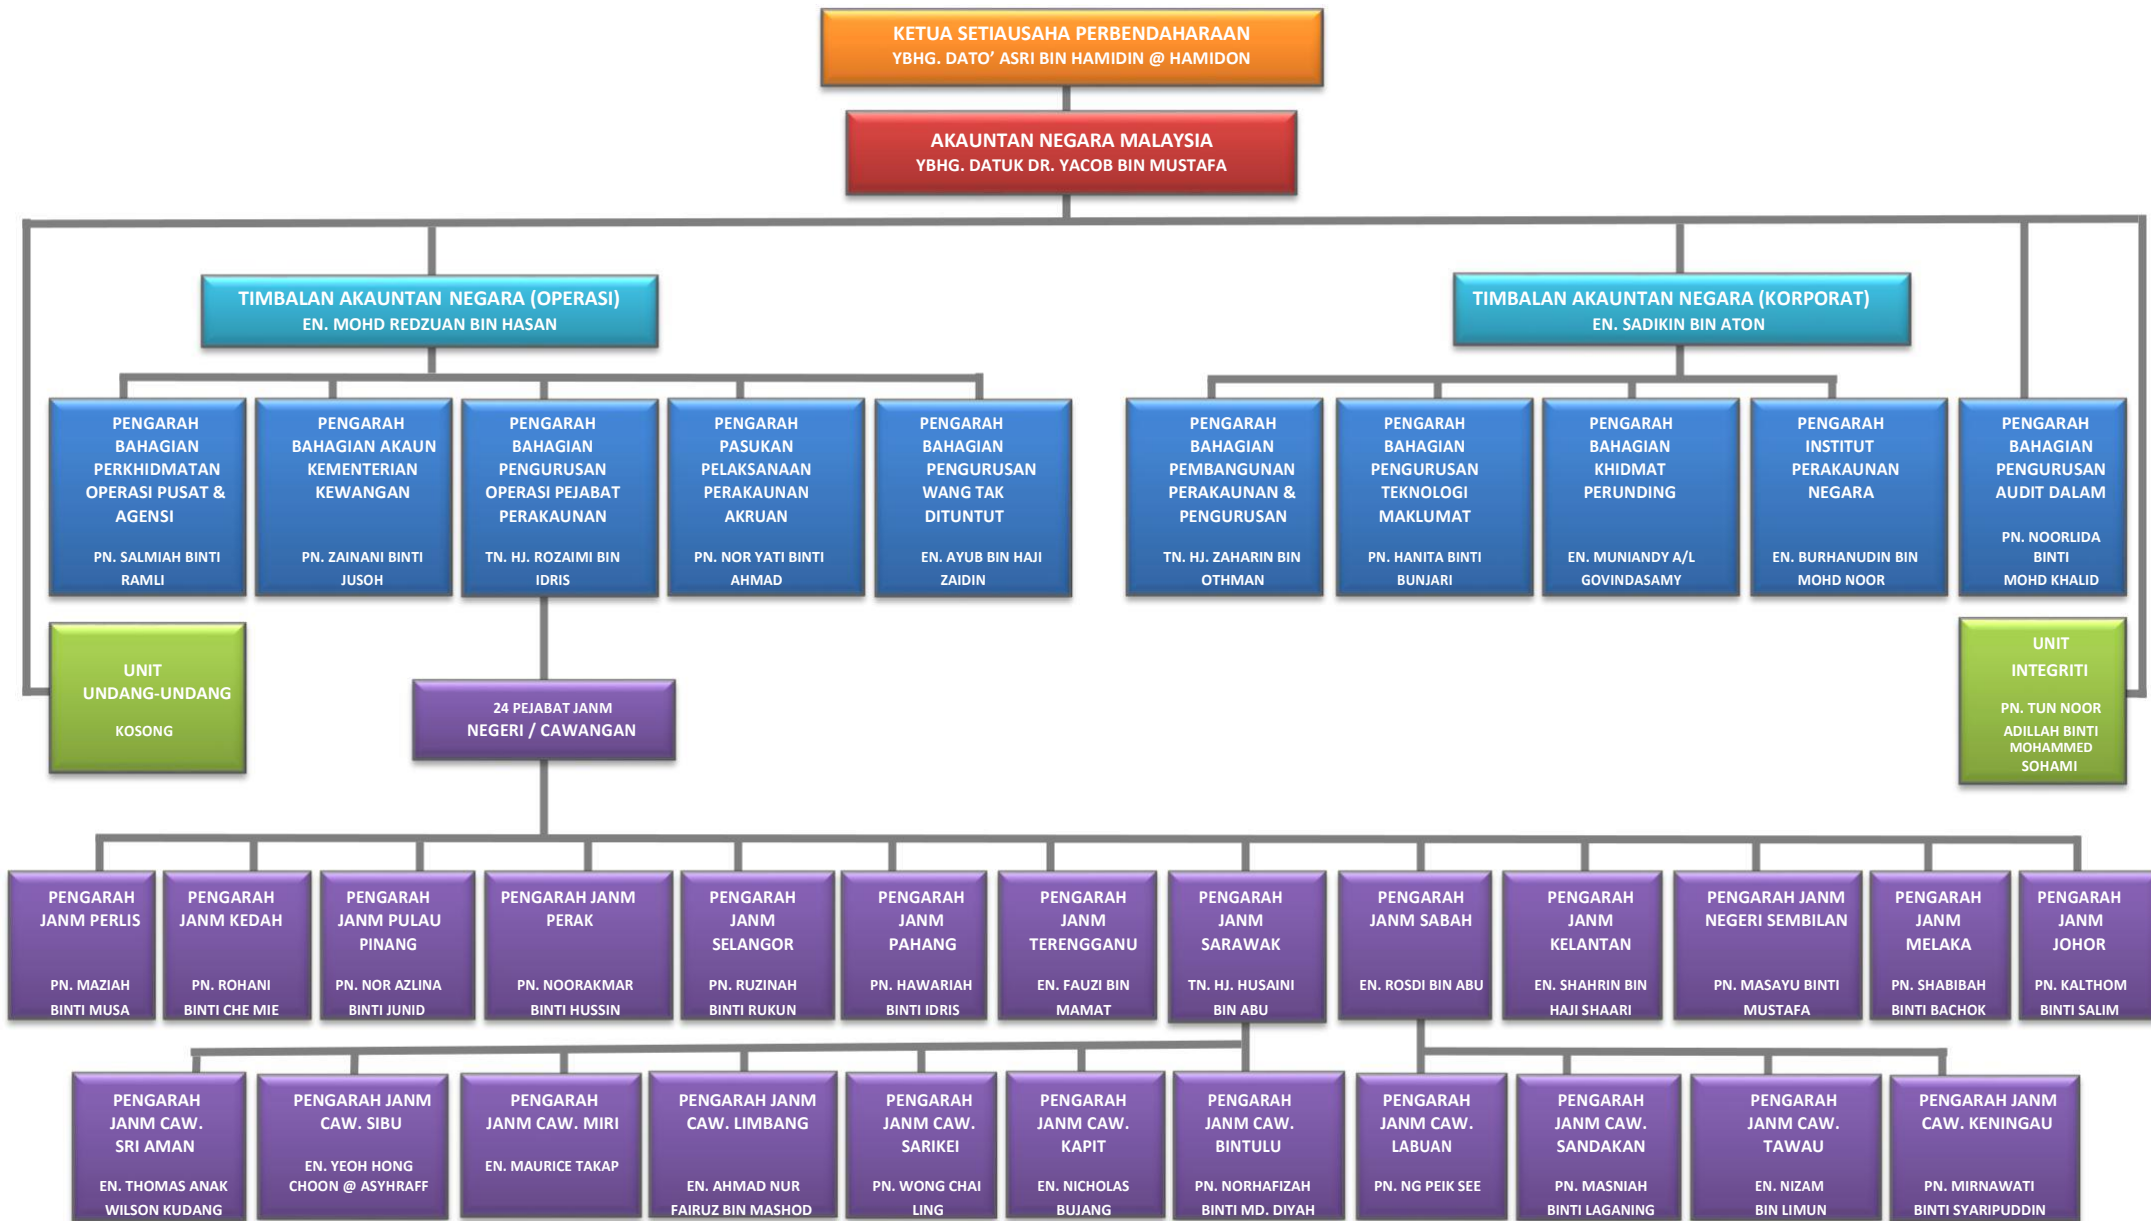 KETUA SETIAUSAHA PERBENDAHARAAN
YBHG. DATO' ASRI BIN HAMIDIN @ HAMIDON
AKAUNTAN NEGARA MALAYSIA
YBHG. DATUK DR. YACOB BIN MUSTAFA
TIMBALAN AKAUNTAN NEGARA (OPERASI)
EN. MOHD REDZUAN BIN HASAN
TIMBALAN AKAUNTAN NEGARA (KORPORAT)
EN. SADIKIN BIN ATON
PENGARAH
BAHAGIAN
PERKHIDMATAN
OPERASI PUSAT &
AGENSI
PN. SALMIAH BINTI
RAMLI
PENGARAH
BAHAGIAN AKAUN
KEMENTERIAN
KEWANGAN
PN. ZAINANI BINTI
JUSOH
PENGARAH
BAHAGIAN
PENGURUSAN
OPERASI PEJABAT
PERAKAUNAN
TN. HJ. ROZAIMI BIN
IDRIS
PENGARAH
PASUKAN
PELAKSANAAN
PERAKAUNAN
AKRUAN
PN. NOR YATI BINTI
AHMAD
PENGARAH
BAHAGIAN
PENGURUSAN
WANG TAK
DITUNTUT
EN. AYUB BIN HAJI
ZAIDIN
PENGARAH
BAHAGIAN
PEMBANGUNAN
PERAKAUNAN &
PENGURUSAN
TN. HJ. ZAHARIN BIN
OTHMAN
PENGARAH
BAHAGIAN
PENGURUSAN
TEKNOLOGI
MAKLUMAT
PN. HANITA BINTI
BUNJARI
PENGARAH
BAHAGIAN
KHIDMAT
PERUNDING
EN. MUNIANDY A/L
GOVINDASAMY
PENGARAH
INSTITUT
PERAKAUNAN
NEGARA
EN. BURHANUDIN BIN
MOHD NOOR
PENGARAH
BAHAGIAN
PENGURUSAN
AUDIT DALAM
PN. NOORLIDA
BINTI
MOHD KHALID
UNIT
UNDANG-UNDANG
KOSONG
24 PEJABAT JANM
NEGERI / CAWANGAN
UNIT
INTEGRITI
PN. TUN NOOR
ADILLAH BINTI
MOHAMMED
SOHAMI
PENGARAH
JANM PERLIS
PN. MAZIAH
BINTI MUSA
PENGARAH
JANM KEDAH
PN. ROHANI
BINTI CHE MIE
PENGARAH
JANM PULAU
PINANG
PN. NOR AZLINA
BINTI JUNID
PENGARAH JANM
PERAK
PN. NOORAKMAR
BINTI HUSSIN
PENGARAH
JANM
SELANGOR
PN. RUZINAH
BINTI RUKUN
PENGARAH
JANM
PAHANG
PN. HAWARIAH
BINTI IDRIS
PENGARAH
JANM
TERENGGANU
EN. FAUZI BIN
MAMAT
PENGARAH
JANM
SARAWAK
TN. HJ. HUSAINI
BIN ABU
PENGARAH
JANM SABAH
EN. ROSDI BIN ABU
PENGARAH
JANM
KELANTAN
EN. SHAHRIN BIN
HAJI SHAARI
PENGARAH JANM
NEGERI SEMBILAN
PN. MASAYU BINTI
MUSTAFA
PENGARAH
JANM
MELAKA
PN. SHABIBAH
BINTI BACHOK
PENGARAH
JANM
JOHOR
PN. KALTHOM
BINTI SALIM
PENGARAH
JANM CAW.
SRI AMAN
EN. THOMAS ANAK
WILSON KUDANG
PENGARAH JANM
CAW. SIBU
EN. YEOH HONG
CHOON @ ASYHRAFF
PENGARAH
JANM CAW. MIRI
EN. MAURICE TAKAP
PENGARAH JANM
CAW. LIMBANG
EN. AHMAD NUR
FAIRUZ BIN MASHOD
PENGARAH
JANM CAW.
SARIKEI
PN. WONG CHAI
LING
PENGARAH
JANM CAW.
KAPIT
EN. NICHOLAS
BUJANG
PENGARAH
JANM CAW.
BINTULU
PN. NORHAFIZAH
BINTI MD. DIYAH
PENGARAH
JANM CAW.
LABUAN
PN. NG PEIK SEE
PENGARAH
JANM CAW.
SANDAKAN
PN. MASNIAH
BINTI LAGANING
PENGARAH
JANM CAW.
TAWAU
EN. NIZAM
BIN LIMUN
PENGARAH JANM
CAW. KENINGAU
PN. MIRNAWATI
BINTI SYARIPUDDIN